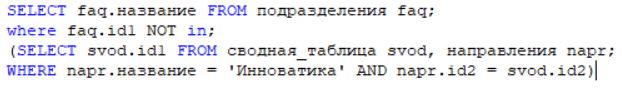 SELECT faq.название FROM подразделения faq;
where faq.id1 NOT in;
(SELECT svod.id1 FROM сводная_таблица svod, направления napr;
WHERE napr.название = 'Инноватика' AND napr.id2 = svod.id2)